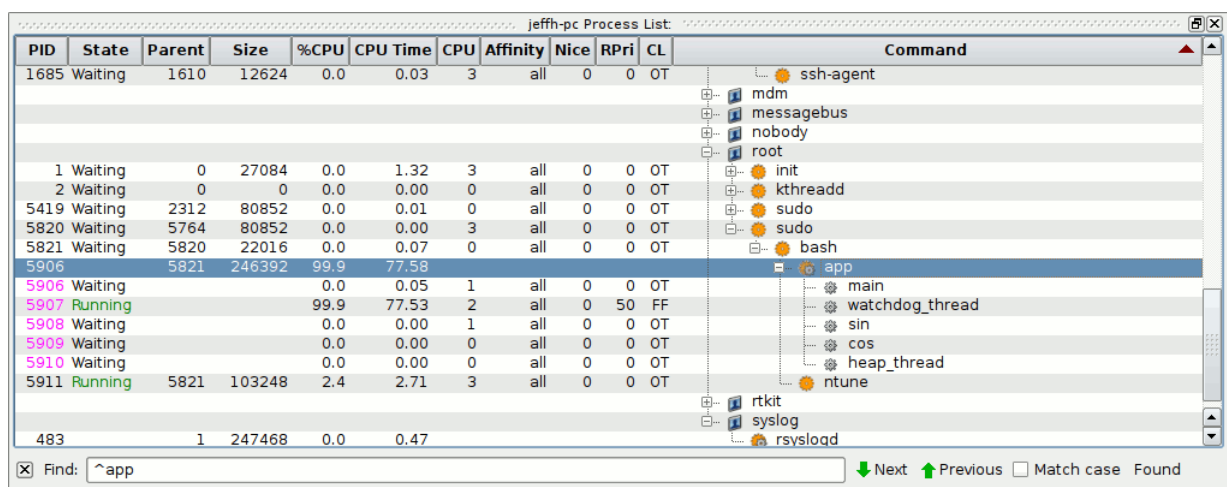 jeffh-pc Process List:
PID State Parent Size %CPU CPU Time CPU Affinity Nice RPri CL Command
1685 Waiting 1610 12624 0.0 0.03 3 all 0 0 OT ssh-agent
mdm
messagebus
nobody
root
1 Waiting 0 27084 0.0 1.32 3 all 0 0 OT init
2 Waiting 0 0 0.0 0.00 0 all 0 0 OT kthreadd
5419 Waiting 2312 80852 0.0 0.01 0 all 0 0 OT sudo
5820 Waiting 5764 80852 0.0 0.00 3 all 0 0 OT sudo
5821 Waiting 5820 22016 0.0 0.07 0 all 0 0 OT bash
5906 5821 246392 99.9 77.58 app
5906 Waiting 0.0 0.05 1 all 0 0 OT main
5907 Running 99.9 77.53 2 all 0 50 FF watchdog_thread
5908 Waiting 0.0 0.00 1 all 0 0 OT sin
5909 Waiting 0.0 0.00 0 all 0 0 OT cos
5910 Waiting 0.0 0.00 0 all 0 0 OT heap_thread
5911 Running 5821 103248 2.4 2.71 3 all 0 0 OT ntune
rtkit
syslog
483 1 247468 0.0 0.47 rsyslogd
Find: ^app Next Previous Match case Found